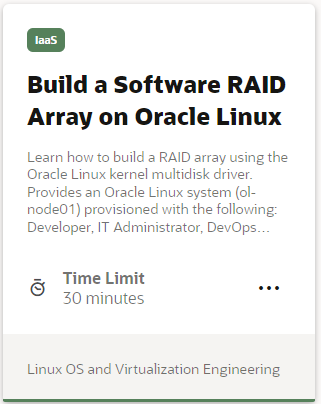 IaaS
Build a Software RAID
Array on Oracle Linux
Learn how to build a RAID array using the
Oracle Linux kernel multidisk driver.
Provides an Oracle Linux system (ol-
node01) provisioned with the following:
Developer, IT Administrator, DevOps...
Time Limit
30 minutes
Linux OS and Virtualization Engineering